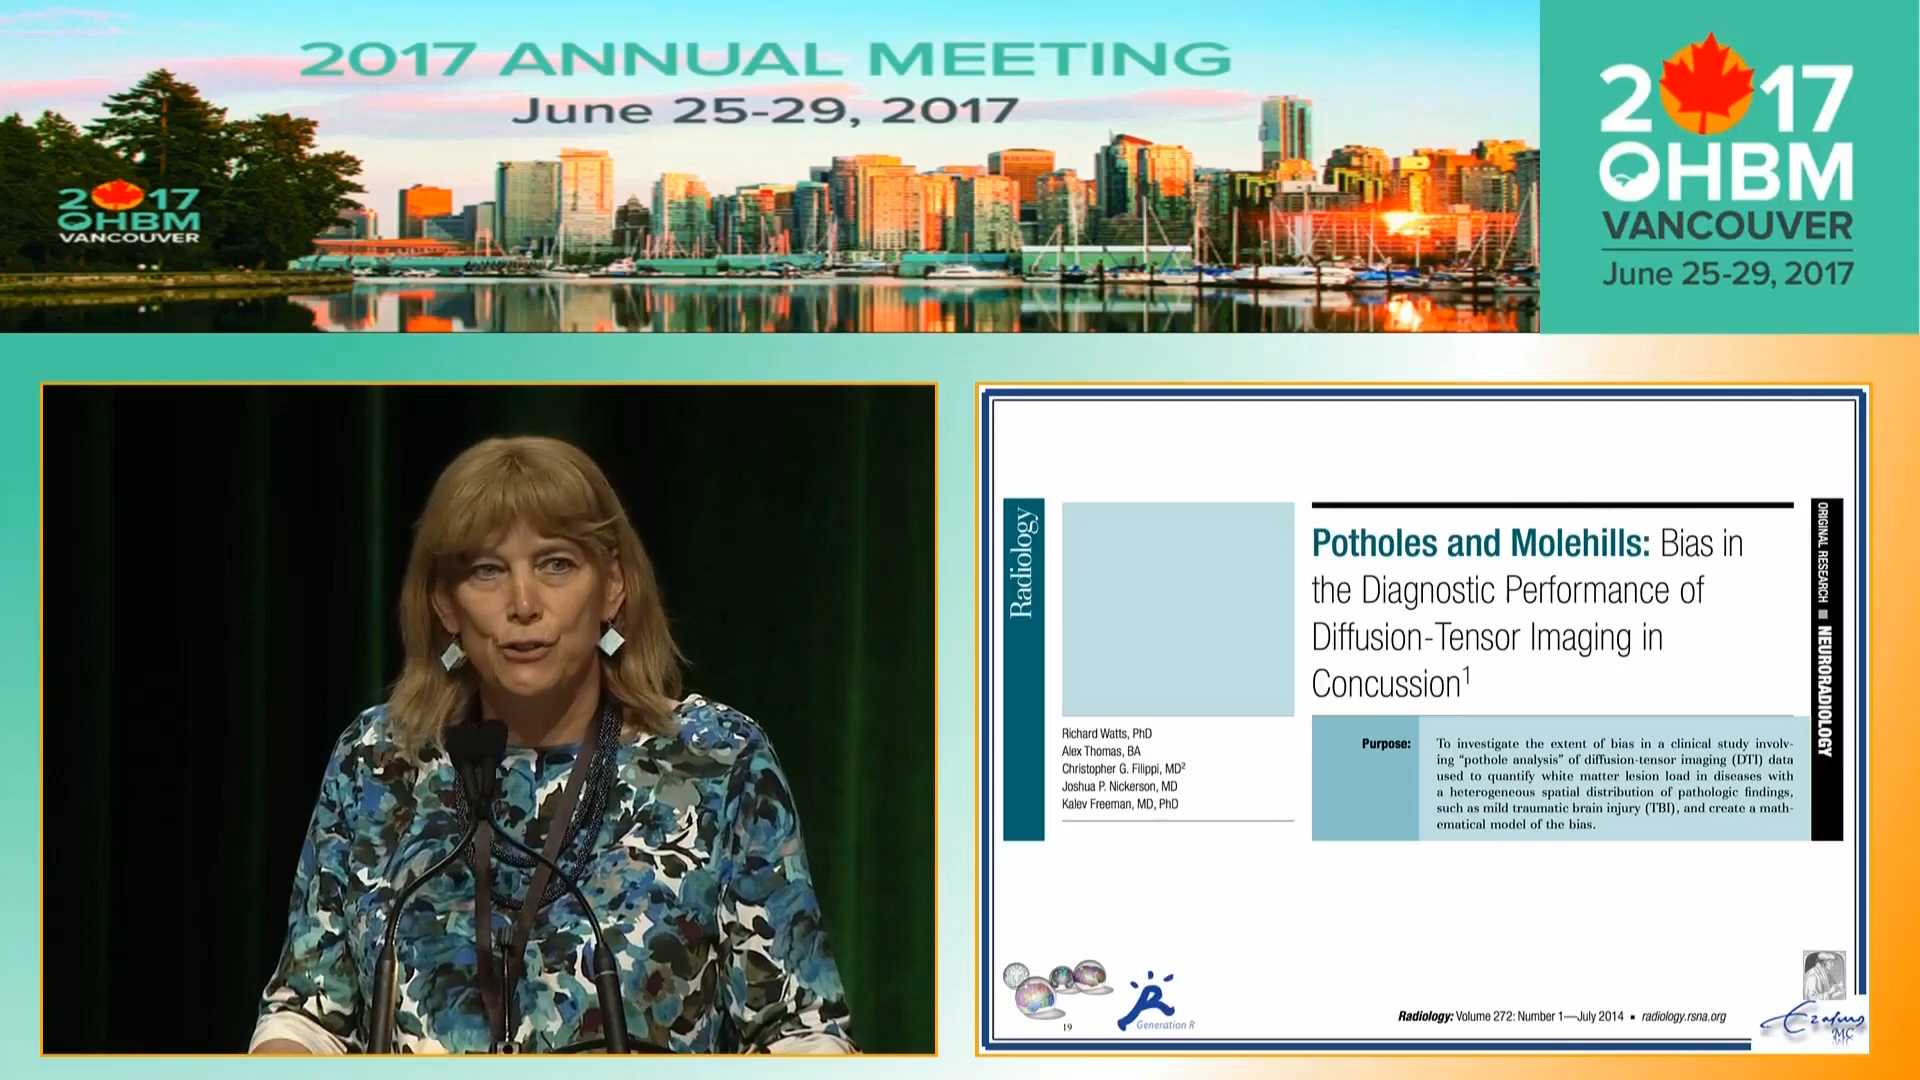 2017 ANNUAL MEETING
June 25-29, 2017
2017
OHBM
VANCOUVER
2017
OHBM
VANCOUVER
June 25-29, 2017
Radiology
Potholes and Molehills: Bias in
the Diagnostic Performance of
Diffusion-Tensor Imaging in
Concussion¹
ORIGINAL RESEARCH ■ NEURORADIOLOGY
Richard Watts, PhD
Alex Thomas, BA
Christopher G. Filippi, MD²
Joshua P. Nickerson, MD
Kalev Freeman, MD, PhD
Purpose:
To investigate the extent of bias in a clinical study involv-
ing “pothole analysis” of diffusion-tensor imaging (DTI) data
used to quantify white matter lesion load in diseases with
a heterogeneous spatial distribution of pathologic findings,
such as mild traumatic brain injury (TBI), and create a math-
ematical model of the bias.
19
Generation R
Radiology: Volume 272: Number 1—July 2014 ▪ radiology.rsna.org
Erasmus
MC